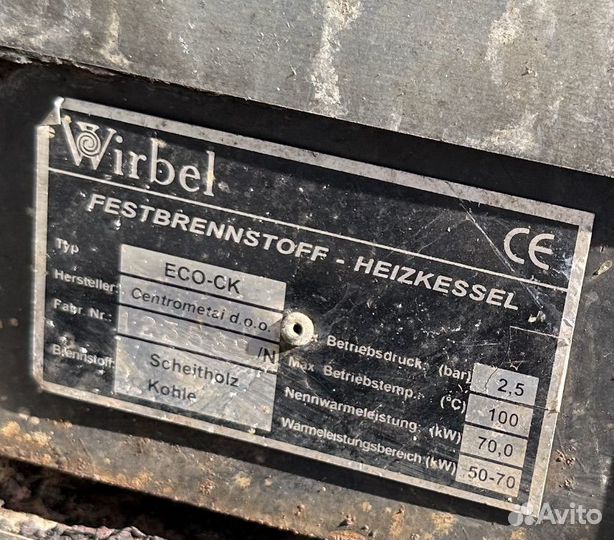 Wirbel
CE
FESTBRENNSTOFF - HEIZKESSEL
Typ ECO-CK
Hersteller: Centrometal d.o.o.
Fabr. Nr.: /N
Brennstoff: Scheitholz
Kohle
Betriebsdruck: (bar) 2,5
Max Betriebstemp.: (°C) 100
Nennwärmeleistung: (kW) 70,0
Wärmeleistungsbereich (kW) 50-70
Avito